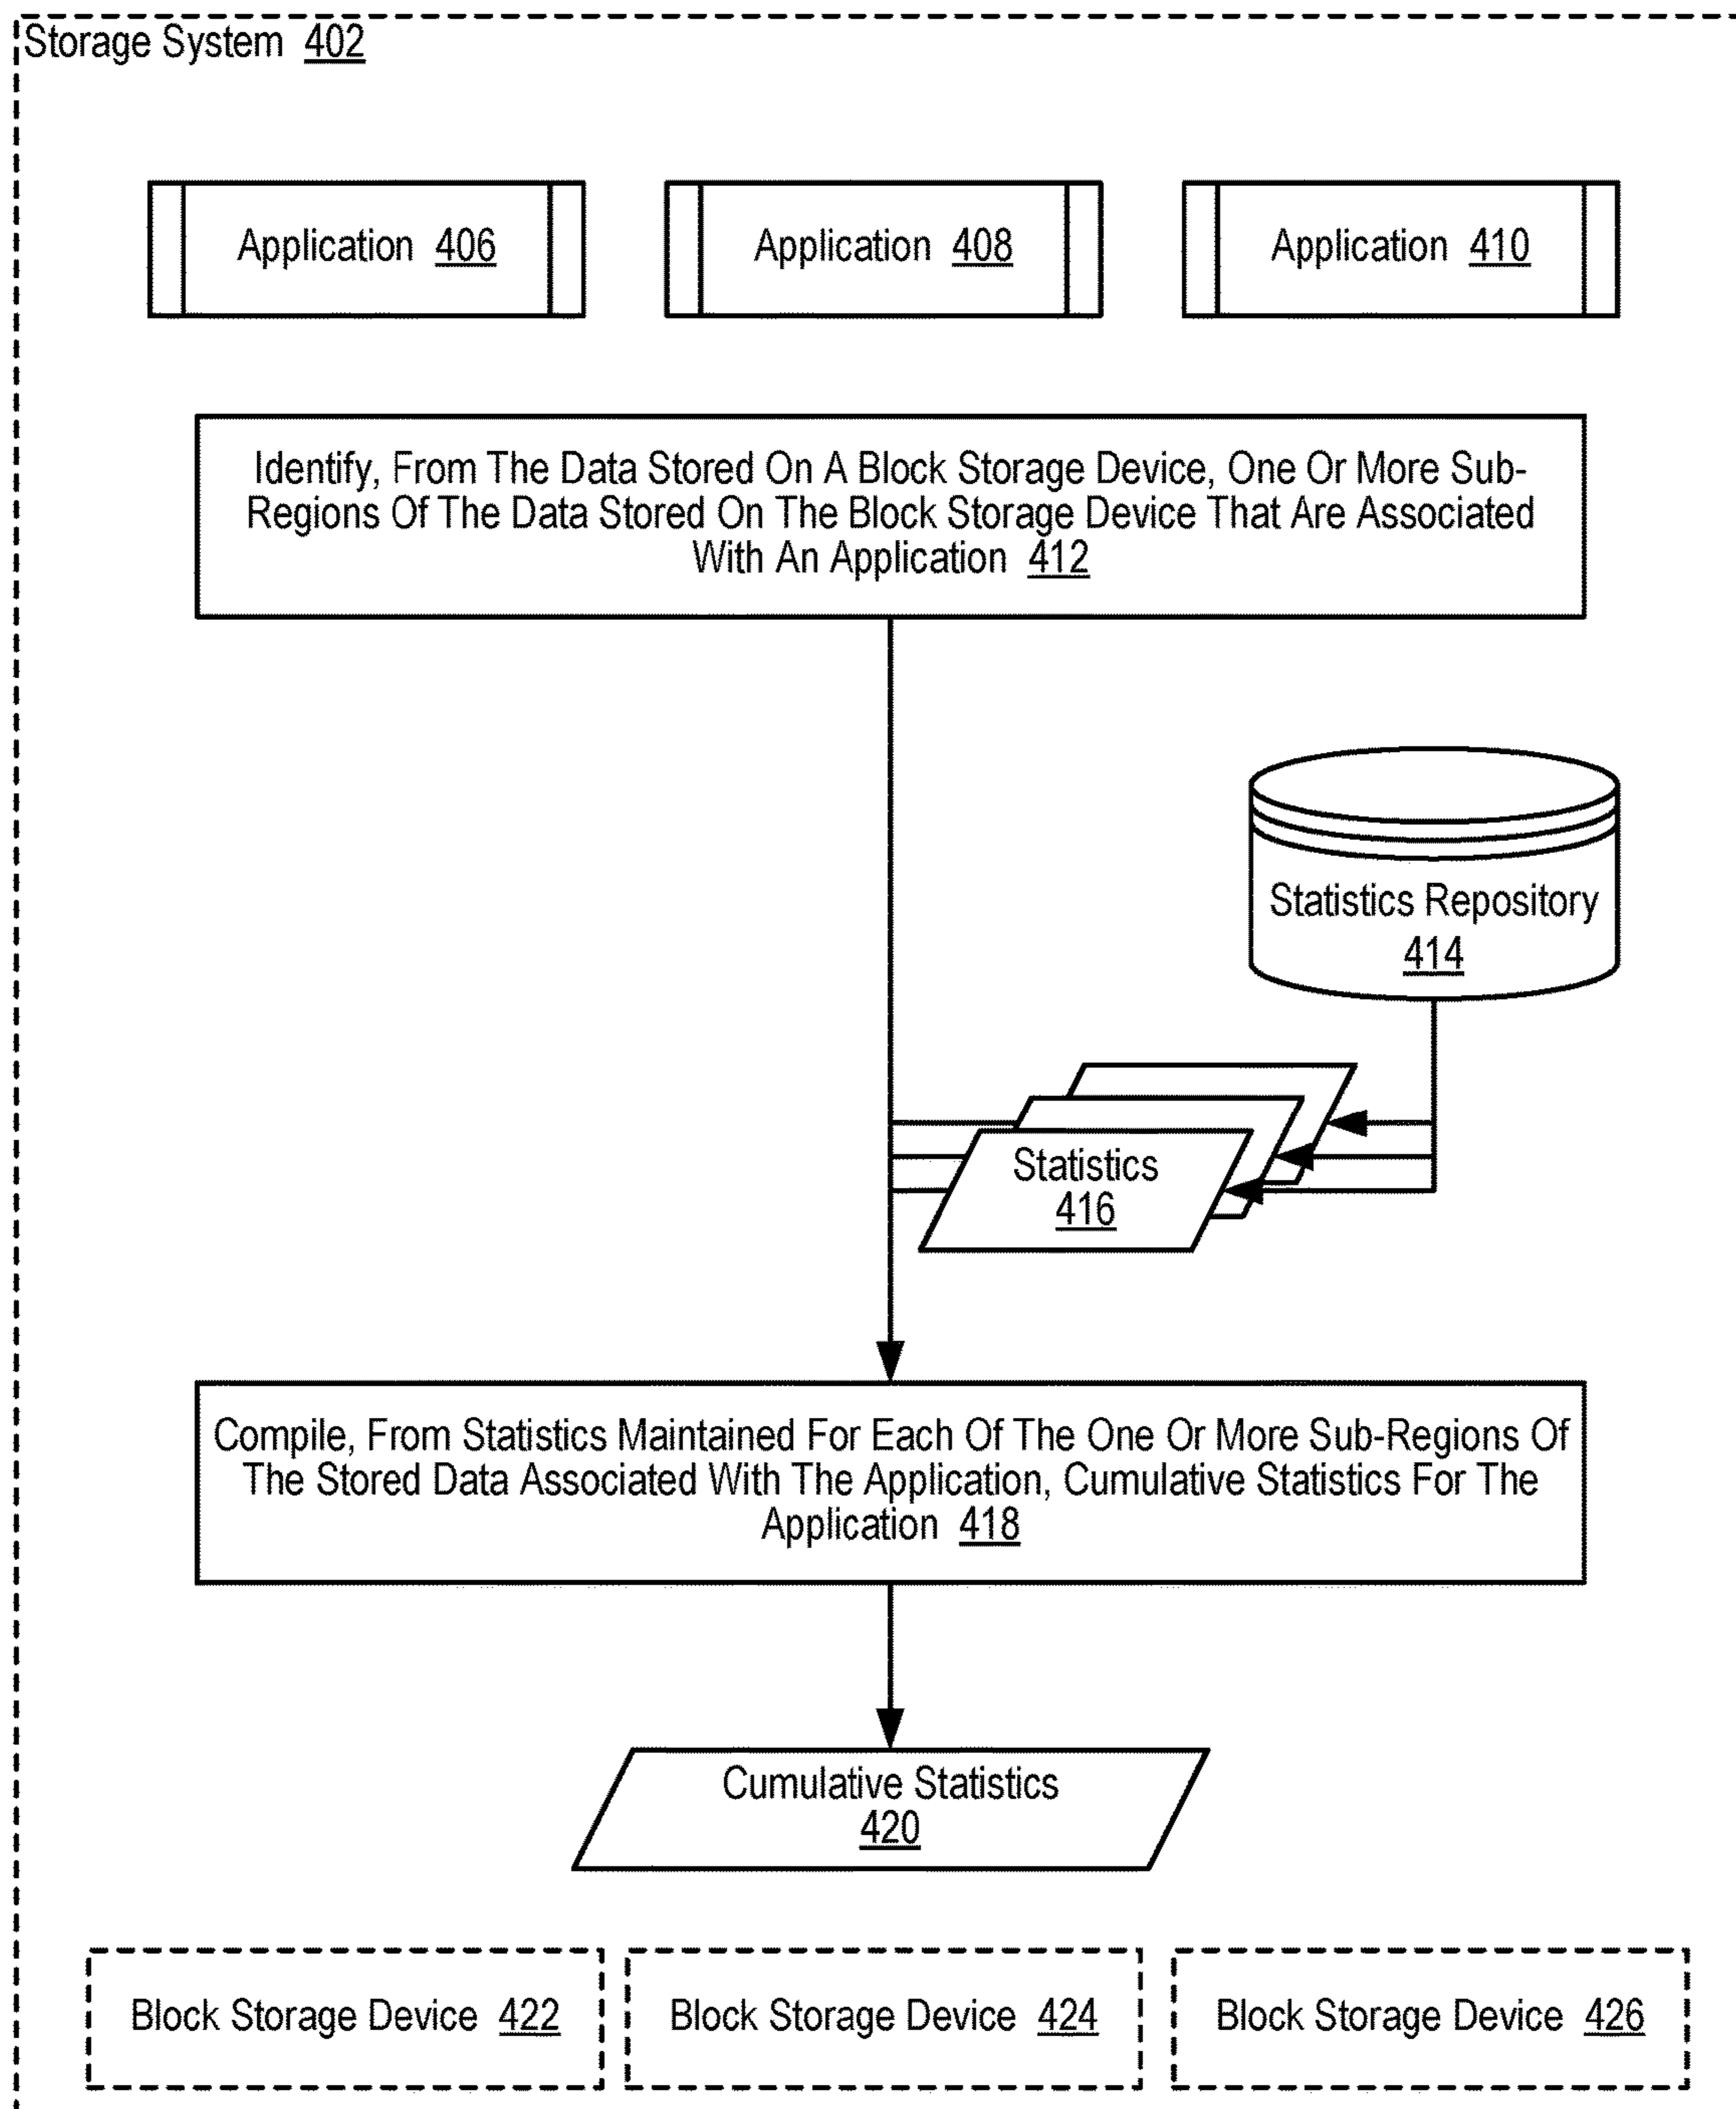 Storage System 402
Application 406
Application 408
Application 410
Identify, From The Data Stored On A Block Storage Device, One Or More Sub-
Regions Of The Data Stored On The Block Storage Device That Are Associated
With An Application 412
Statistics Repository
414
Statistics
416
Compile, From Statistics Maintained For Each Of The One Or More Sub-Regions Of
The Stored Data Associated With The Application, Cumulative Statistics For The
Application 418
Cumulative Statistics
420
Block Storage Device 422
Block Storage Device 424
Block Storage Device 426